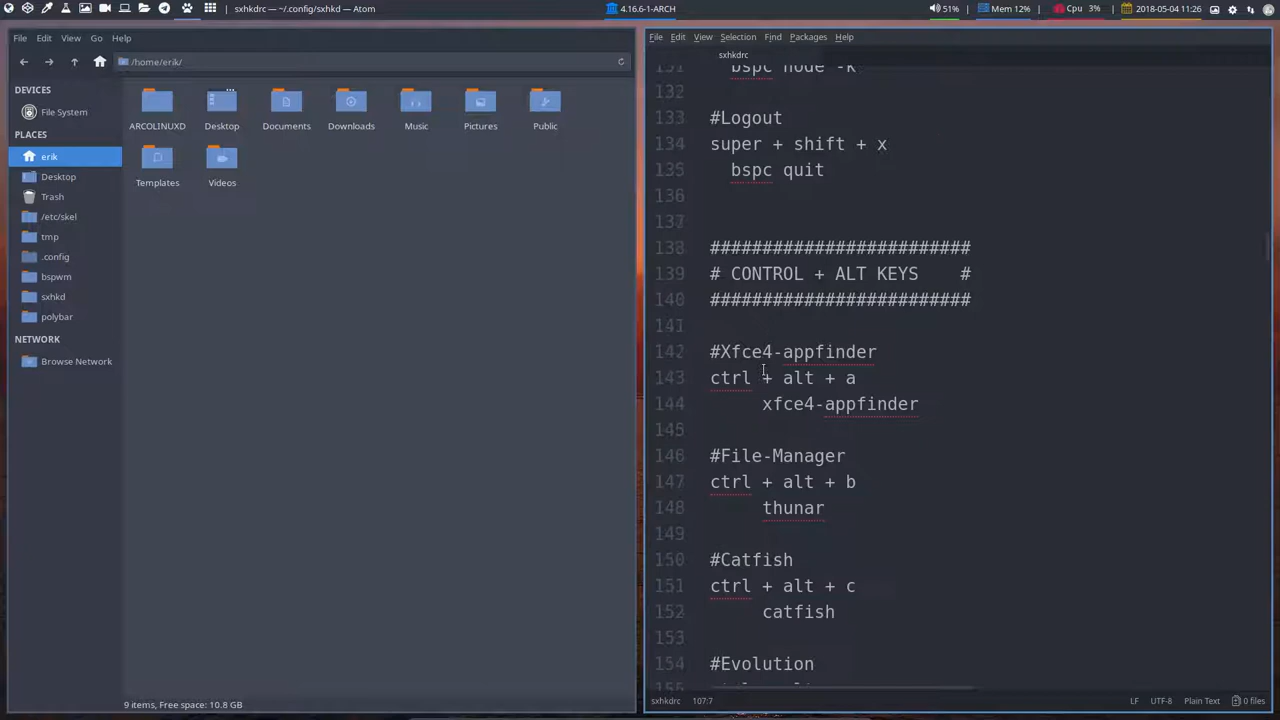 sxhkdrc — ~/.config/sxhkd — Atom
4.16.6-1-ARCH
51%
Mem 12%
Cpu 3%
2018-05-04 11:26
File Edit View Go Help
/home/erik/
DEVICES
File System
PLACES
erik
Desktop
Trash
/etc/skel
tmp
.config
bspwm
sxhkd
polybar
NETWORK
Browse Network
ARCOLINUXD
Desktop
Documents
Downloads
Music
Pictures
Public
Templates
Videos
9 items, Free space: 10.8 GB
File Edit View Selection Find Packages Help
sxhkdrc
151 bspc node -k
132
133 #Logout
134 super + shift + x
135 bspc quit
136
137
138 #########################
139 # CONTROL + ALT KEYS    #
140 #########################
141
142 #Xfce4-appfinder
143 ctrl + alt + a
144 xfce4-appfinder
145
146 #File-Manager
147 ctrl + alt + b
148 thunar
149
150 #Catfish
151 ctrl + alt + c
152 catfish
153
154 #Evolution
155
sxhkdrc 107:7
LF UTF-8 Plain Text 0 files